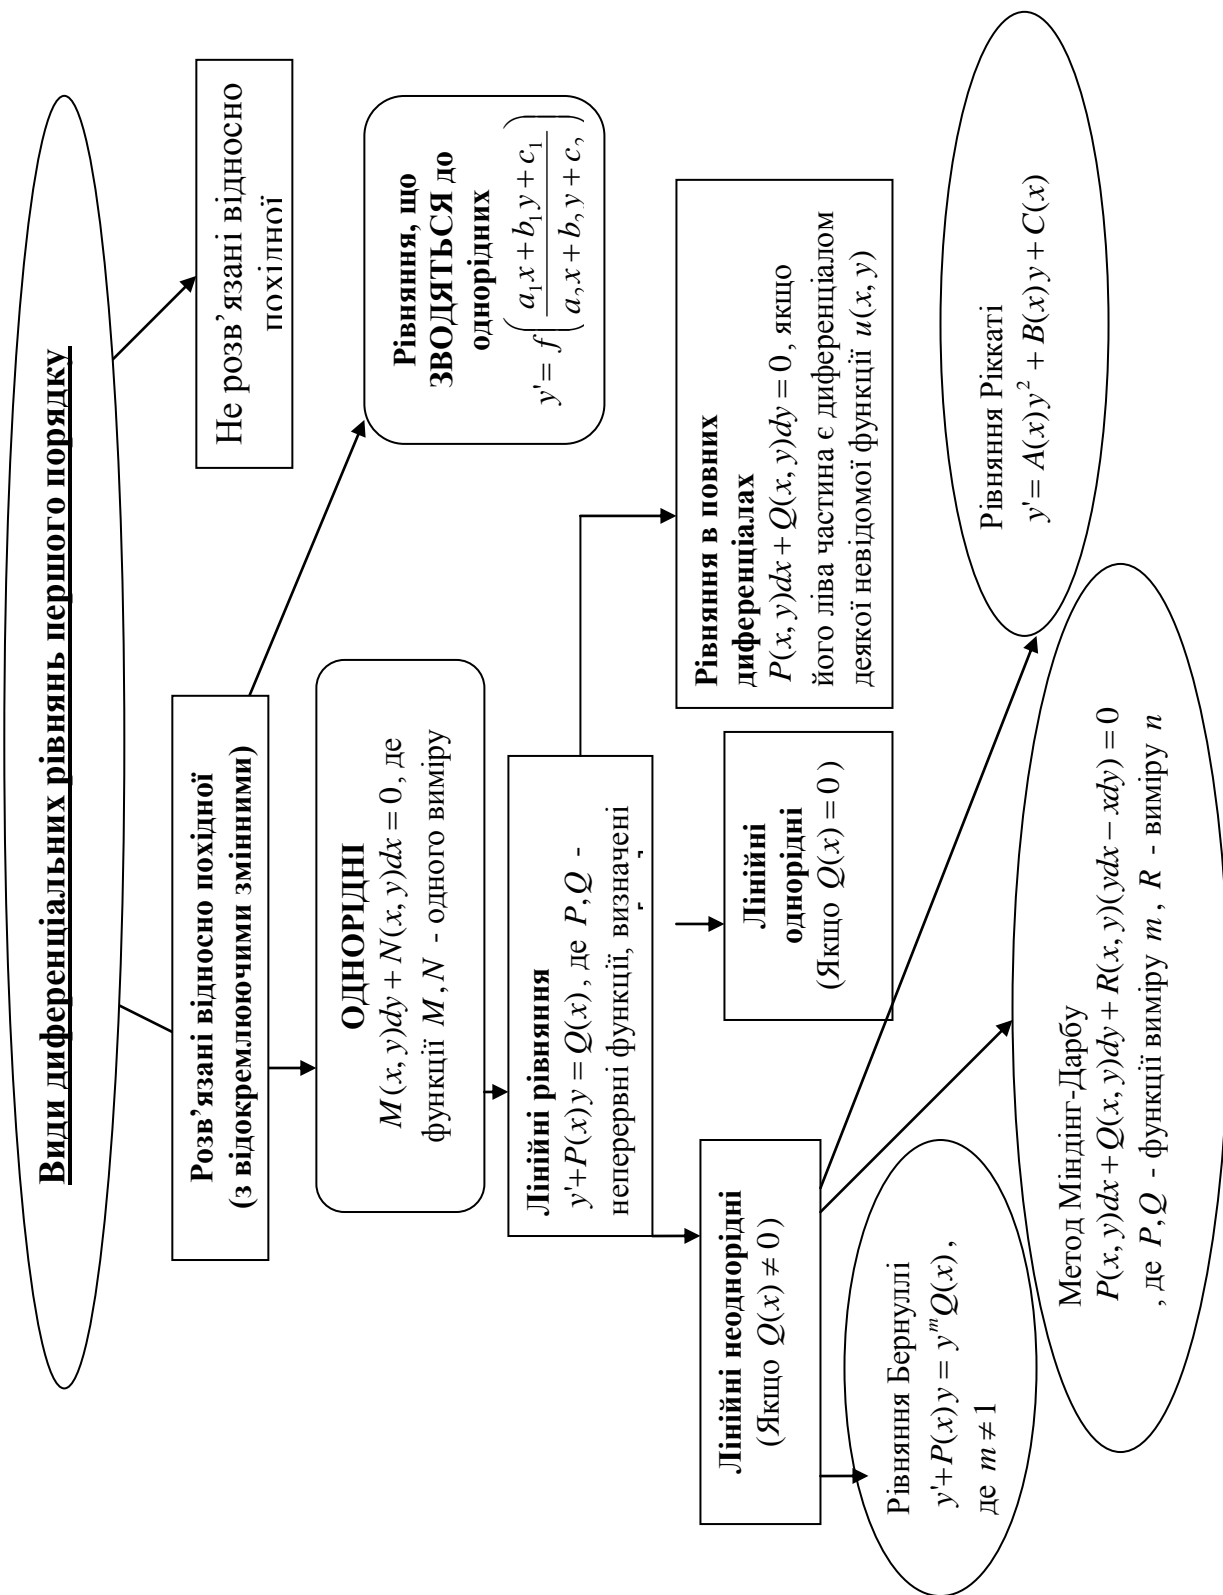 Види диференціальних рівнянь першого порядку
Розв’язані відносно похідної
(з відокремлюючими змінними)
Не розв’язані відносно
похідної
ОДНОРІДНІ
M(x, y)dy + N(x, y)dx = 0, де
функції M, N - одного виміру
Рівняння, що
ЗВОДЯТЬСЯ до
однорідних
y' = f((a₁x + b₁y + c₁)/(a₂x + b₂y + c₂))
Лінійні рівняння
y'+P(x)y = Q(x), де P,Q -
неперервні функції, визначені
Рівняння в повних
диференціалах
P(x, y)dx + Q(x, y)dy = 0, якщо
його ліва частина є диференціалом
деякої невідомої функції u(x, y)
Лінійні неоднорідні
(Якщо Q(x) ≠ 0)
Лінійні
однорідні
(Якщо Q(x) = 0)
Рівняння Бернуллі
y'+P(x)y = yᵐQ(x),
де m ≠ 1
Метод Міндінг-Дарбу
P(x, y)dx + Q(x, y)dy + R(x, y)(ydx − xdy) = 0
, де P,Q - функції виміру m, R - виміру n
Рівняння Ріккаті
y' = A(x)y² + B(x)y + C(x)